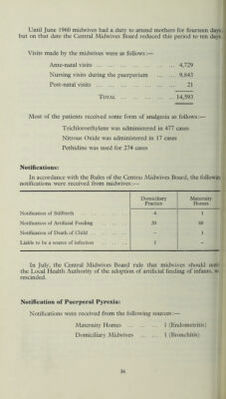 Until June 1960 midwives had a duty to attend mothers for fourteen days,
but on that date the Central Midwives Board reduced this period to ten days.
Visits made by the midwives were as follows:—
Ante-natal visits ... 4,729
Nursing visits during the puerperium ... 9,843
Post-natal visits ... 21
TOTAL ... 14,593
Most of the patients received some form of analgesia as follows:—
Trichloroethylene was administered in 477 cases
Nitrous Oxide was administered in 17 cases
Pethidine was used for 274 cases
Notifications:
In accordance with the Rules of the Central Midwives Board, the following
notifications were received from midwives:—
Domiciliary Practice Maternity Homes
Notification of Stillbirth ... 4 1
Notification of Artificial Feeding ... 10
Notification of Death of Child ... – 1
Liable to be a source of infection ... 1 –
In July, the Central Midwives Board rule that midwives should
the Local Health Authority of the adoption of artificial feeding of infants,
rescinded.
Notification of Puerperal Pyrexia:
Notifications were received from the following sources:—
Maternity Homes ... 1 (Endometritis)
Domiciliary Midwives ... 1 (Bronchitis)